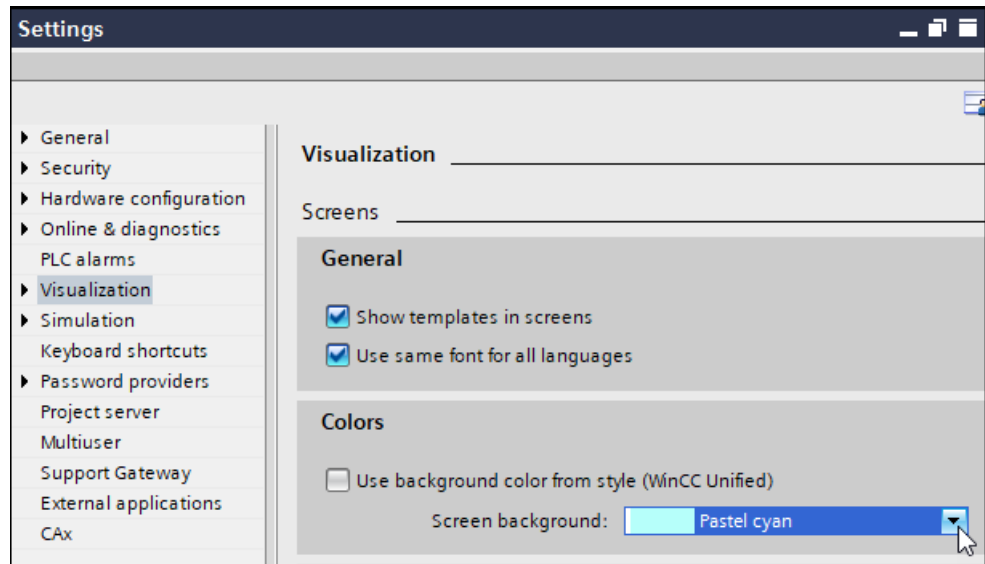 Settings
General
Security
Hardware configuration
Online & diagnostics
PLC alarms
Visualization
Simulation
Keyboard shortcuts
Password providers
Project server
Multiuser
Support Gateway
External applications
CAx
Visualization
Screens
General
Show templates in screens
Use same font for all languages
Colors
Use background color from style (WinCC Unified)
Screen background: Pastel cyan